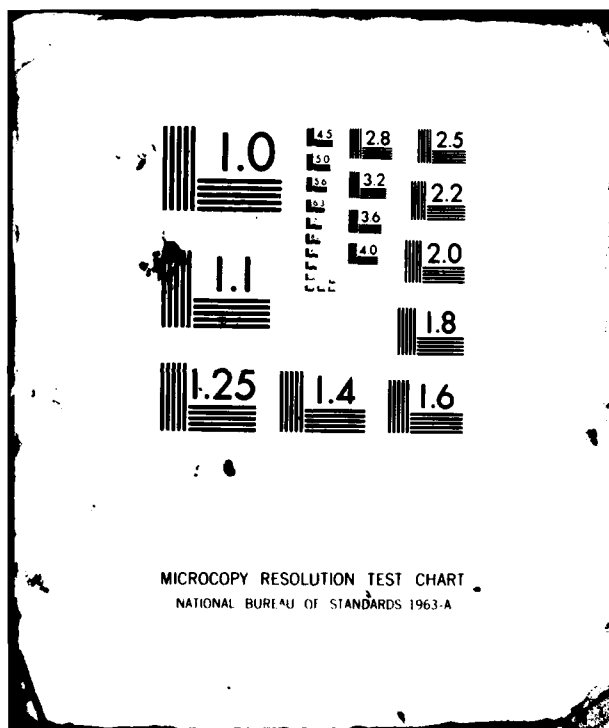 1.0
4.5 2.8 2.5
5.0
5.6 3.2 2.2
6.3
3.6
4.0 2.0
1.1
1.8
1.25 1.4 1.6
MICROCOPY RESOLUTION TEST CHART
NATIONAL BUREAU OF STANDARDS 1963-A